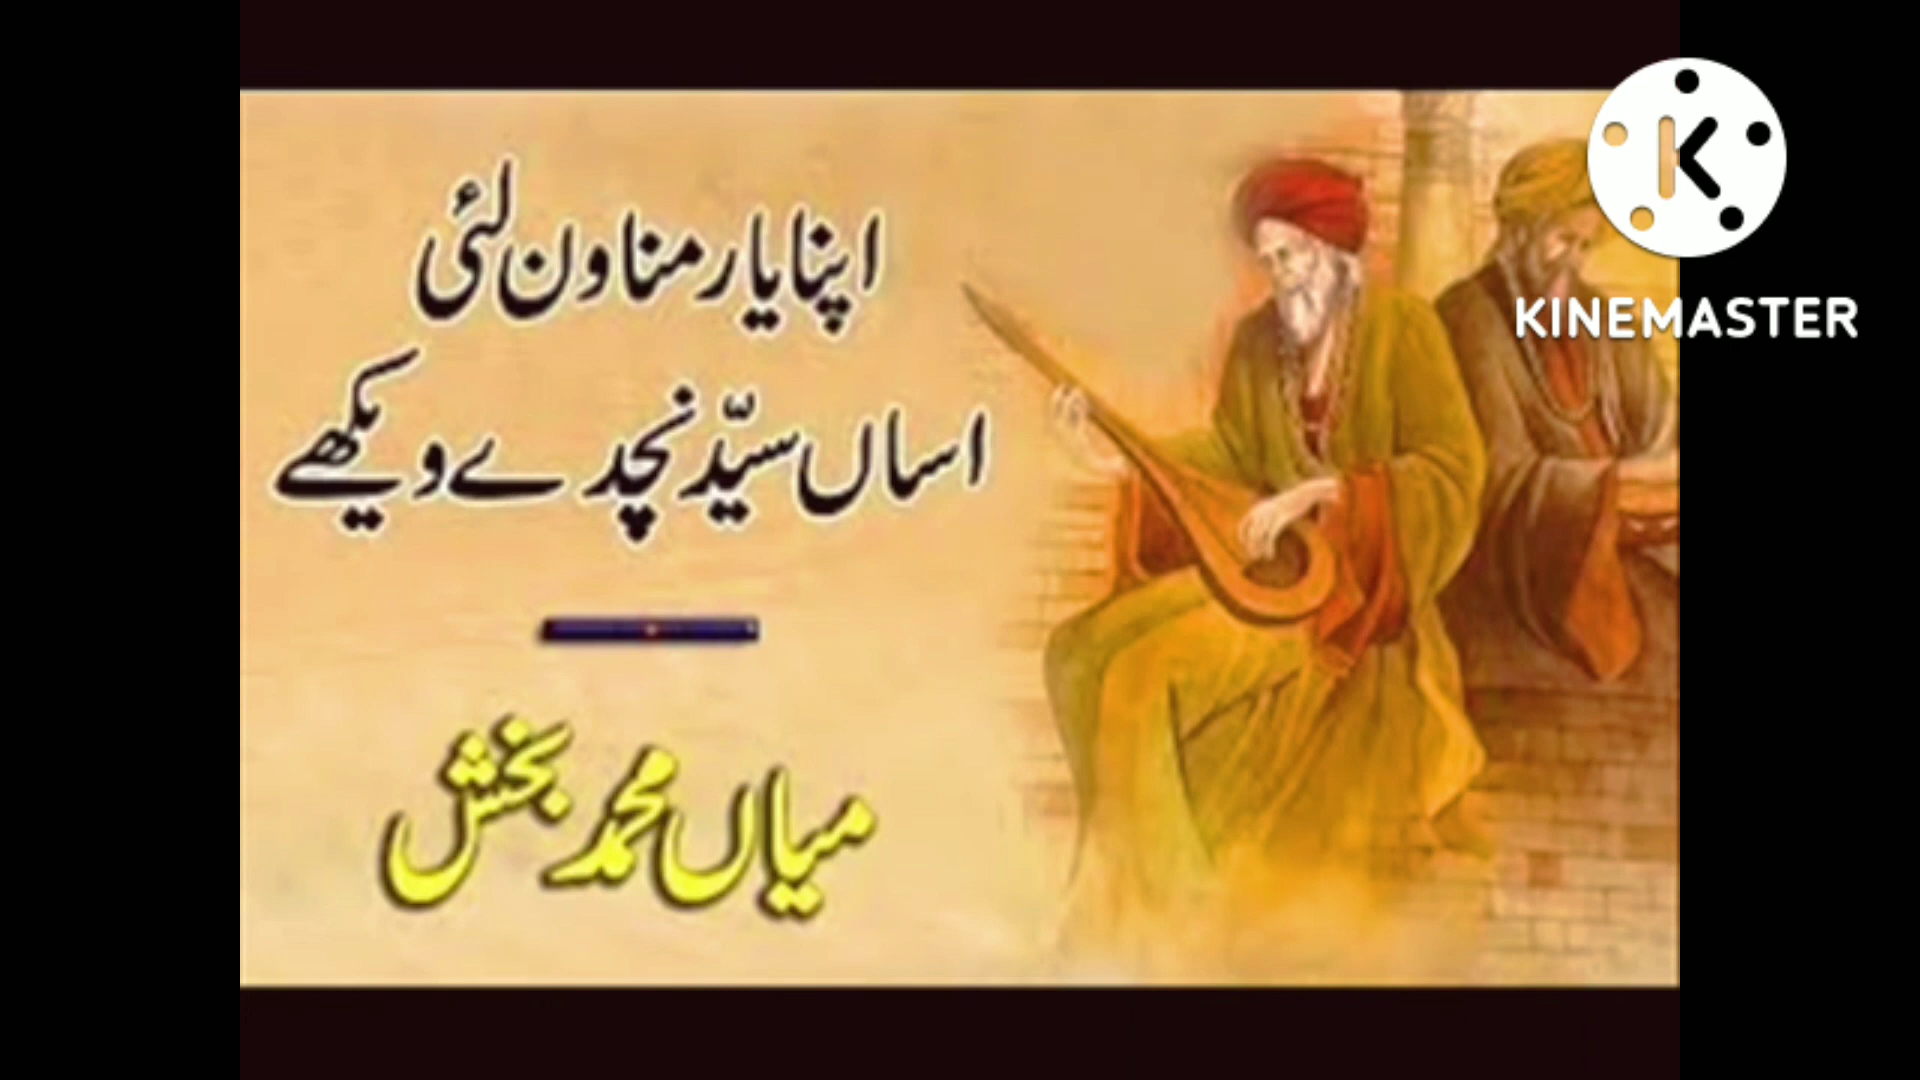 اپنا یار مناون لئی
اساں سیّد نچدے ویکھے
میاں محمد بخش
KINEMASTER